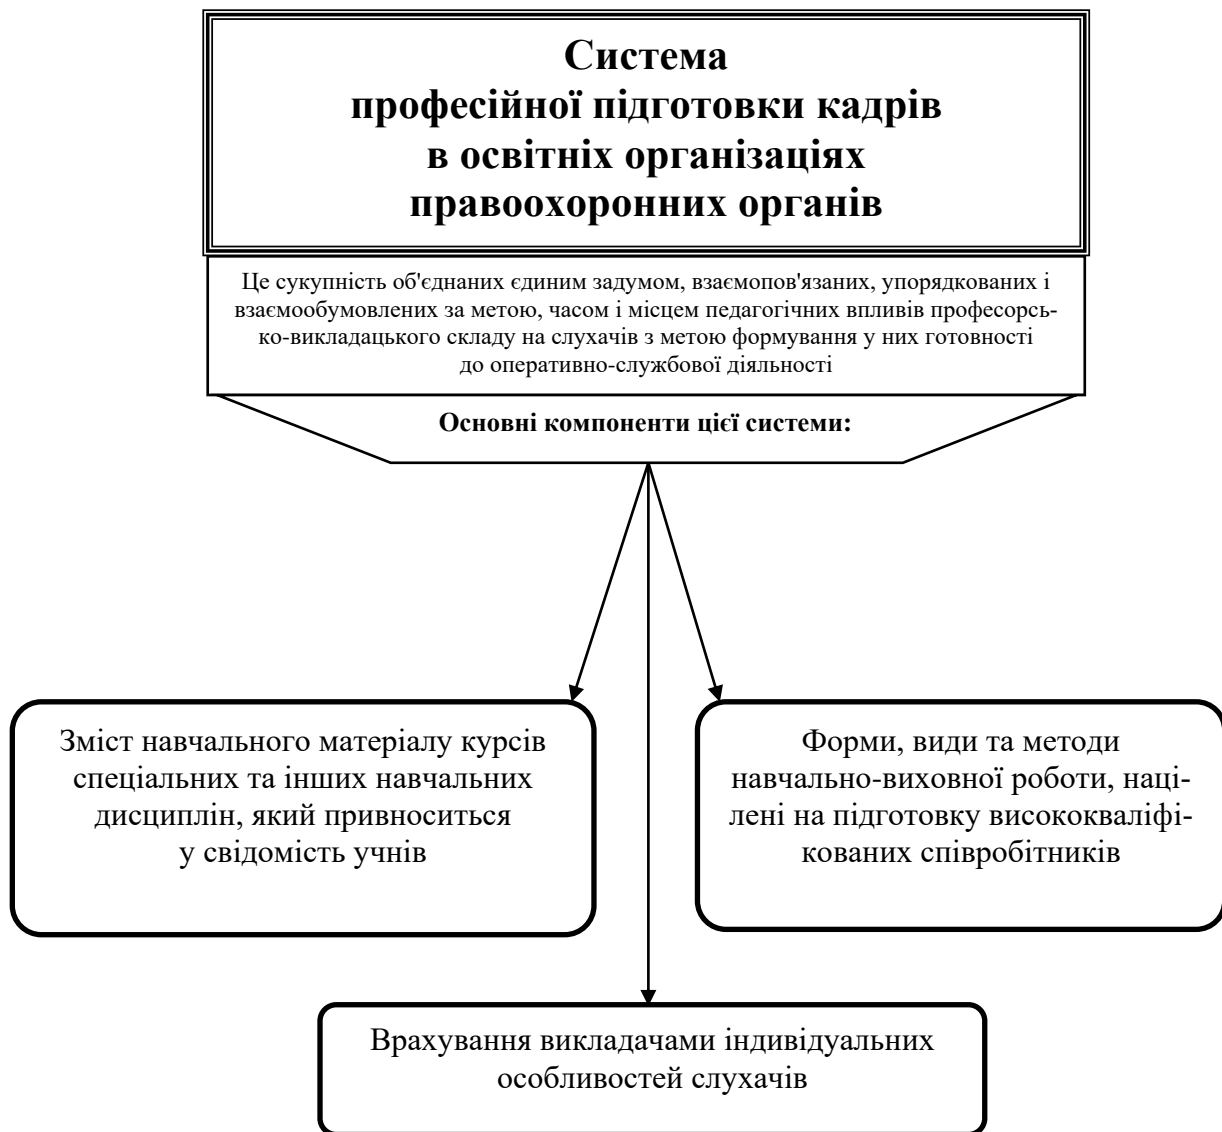 Система
професійної підготовки кадрів
в освітніх організаціях
правоохоронних органів
Це сукупність об'єднаних єдиним задумом, взаємопов'язаних, упорядкованих і
взаємообумовлених за метою, часом і місцем педагогічних впливів професорсь-
ко-викладацького складу на слухачів з метою формування у них готовності
до оперативно-службової діяльності
Основні компоненти цієї системи:
Зміст навчального матеріалу курсів
спеціальних та інших навчальних
дисциплін, який привноситься
у свідомість учнів
Форми, види та методи
навчально-виховної роботи, націлені
на підготовку висококваліфі-
кованих співробітників
Врахування викладачами індивідуальних
особливостей слухачів